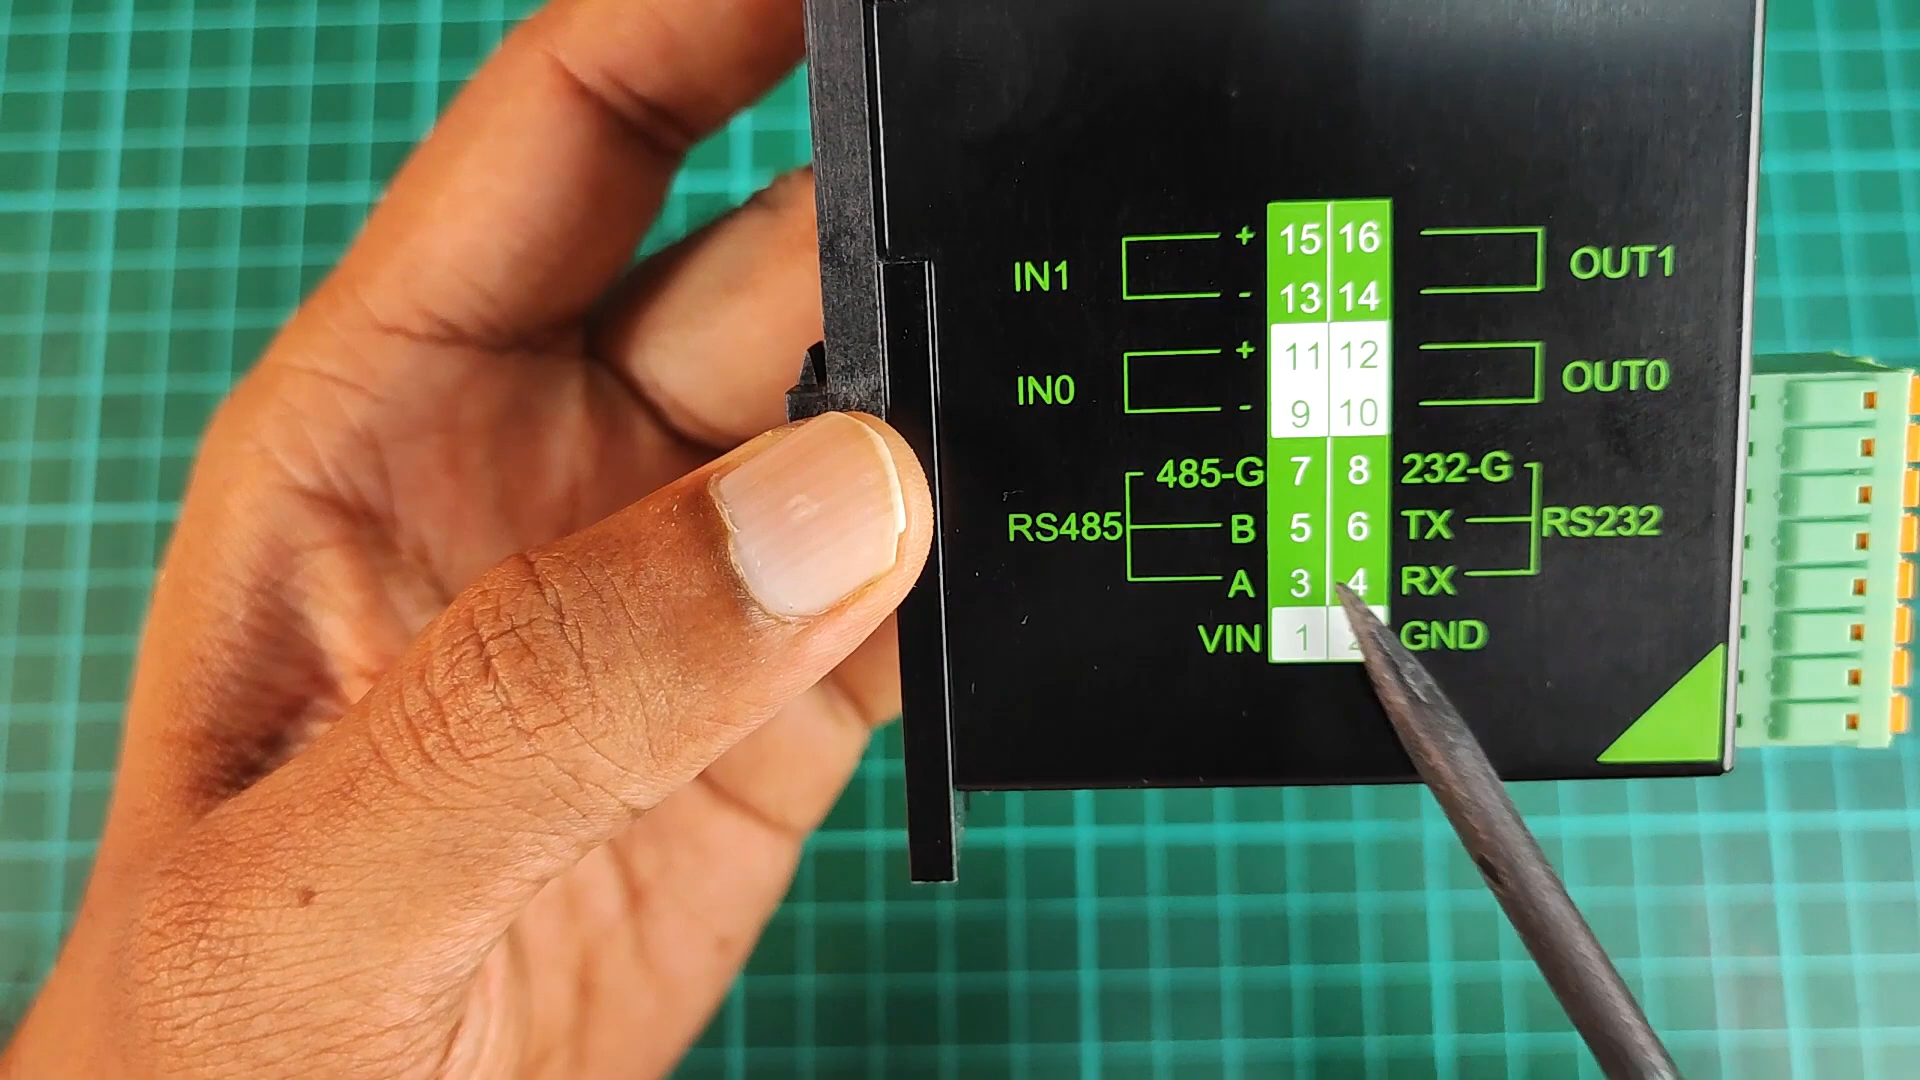 + 15 16
IN1 OUT1
- 13 14
+ 11 12
IN0 OUT0
- 9 10
485-G 7 8 232-G
RS485 B 5 6 TX RS232
A 3 4 RX
VIN 1 2 GND